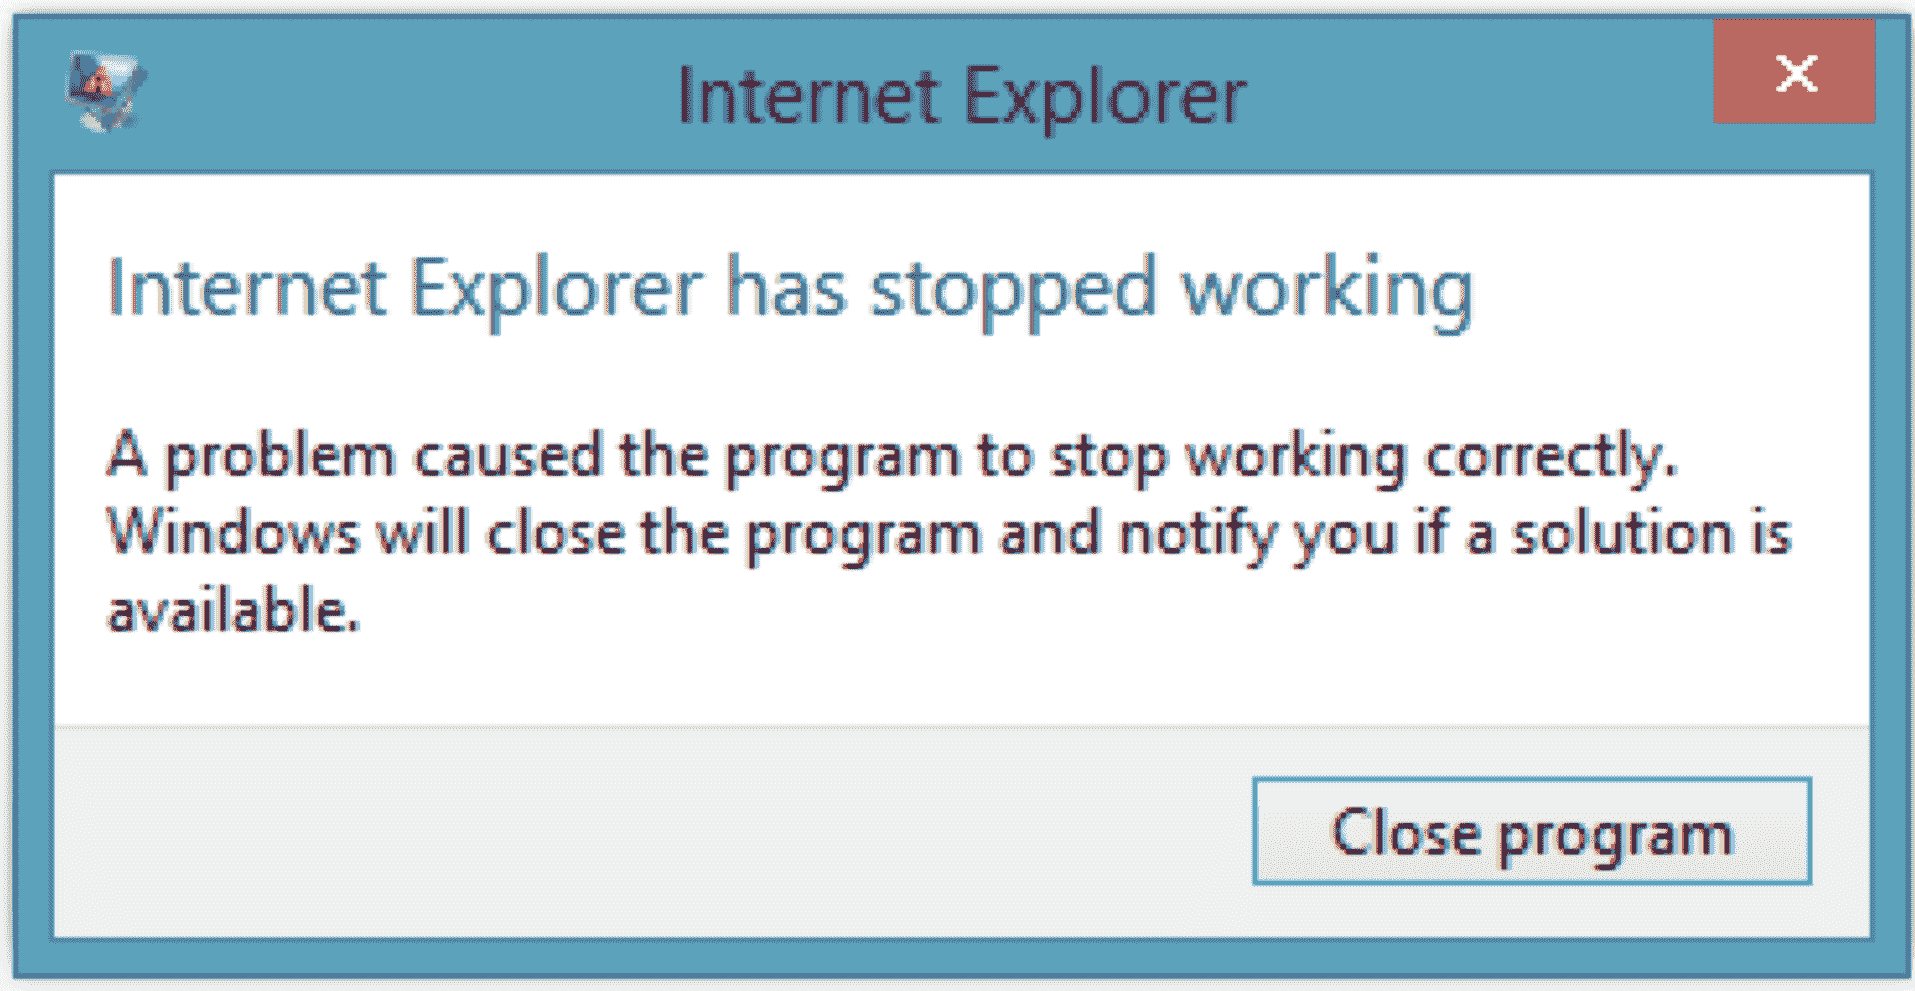 Internet Explorer
Internet Explorer has stopped working
A problem caused the program to stop working correctly.
Windows will close the program and notify you if a solution is
available.
Close program